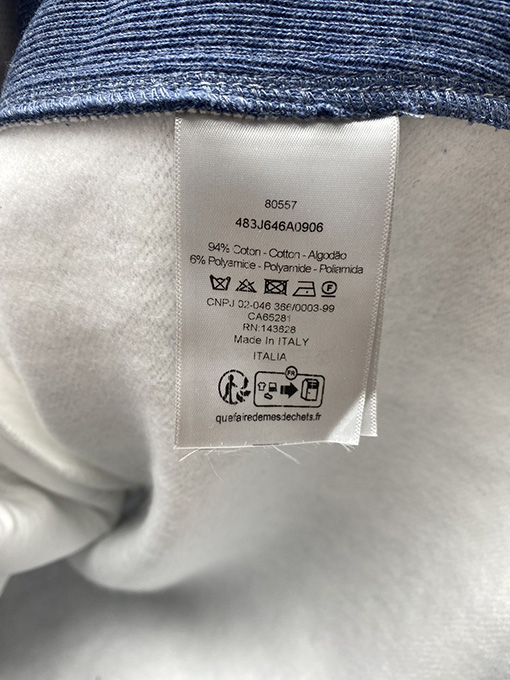 80557
483J646A0906
94% Coton - Cotton - Algodão
6% Polyamide - Polyamide - Poliamida
CNPJ 02-046 366/0003-99
CA65281
RN:143628
Made In ITALY
ITALIA
FR
quefairedemesdechets.fr